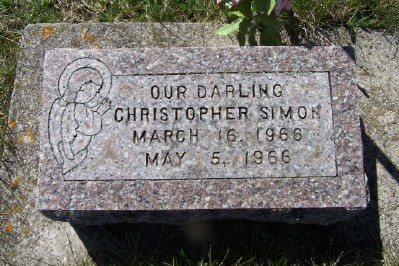 OUR DARLING
CHRISTOPHER SIMON
MARCH 16, 1966
MAY 5, 1966